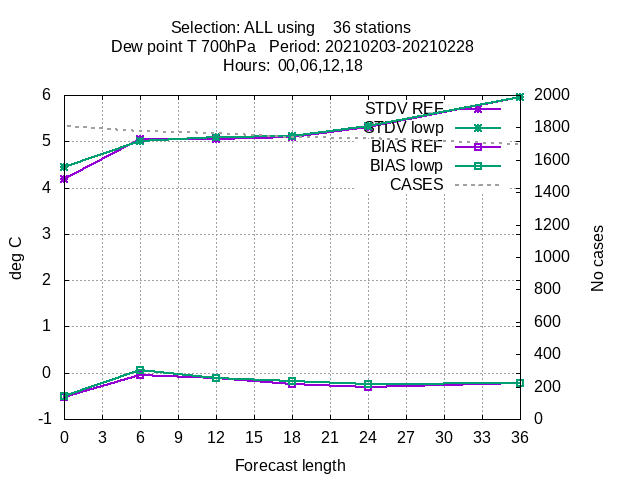 Selection: ALL using 36 stations
Dew point T 700hPa Period: 20210203-20210228
Hours: 00,06,12,18
6 2000
STDV REF
STDV lowp
BIAS REF
BIAS lowp
CASES
5
4
3
2
1
0
-1
1800
1600
1400
1200
1000
800
600
400
200
0
deg C
No cases
0 3 6 9 12 15 18 21 24 27 30 33 36
Forecast length